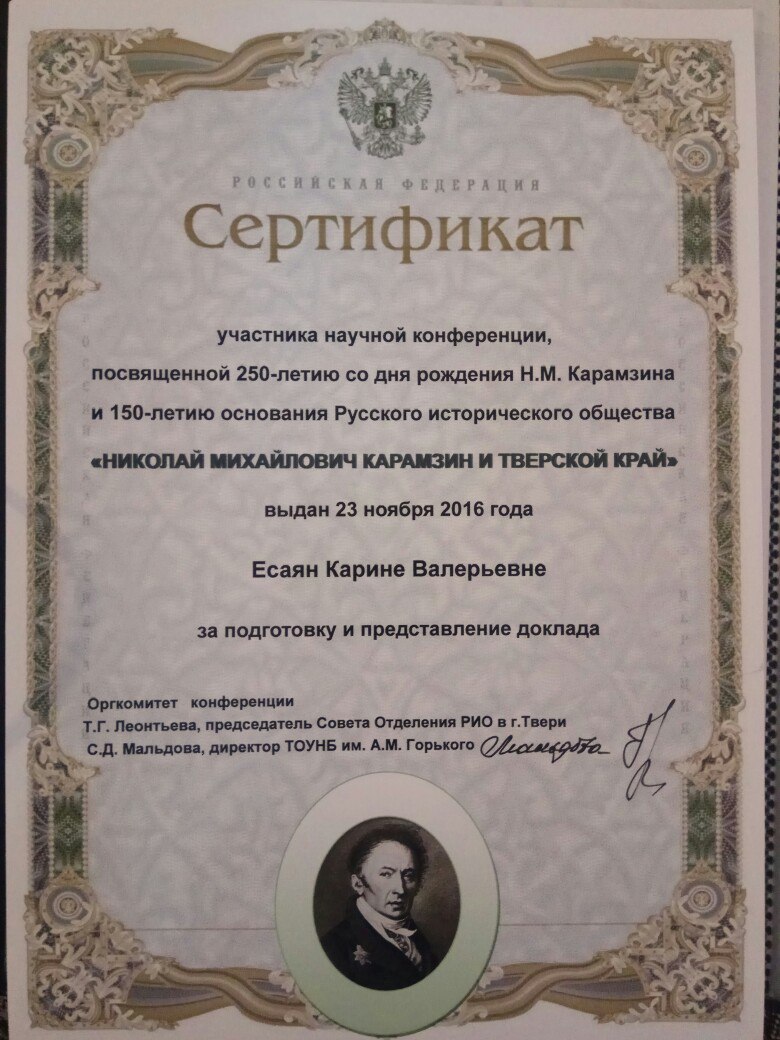 РОССИЙСКАЯ ФЕДЕРАЦИЯ
Сертификат
участника научной конференции,
посвященной 250-летию со дня рождения Н.М. Карамзина
и 150-летию основания Русского исторического общества
«НИКОЛАЙ МИХАЙЛОВИЧ КАРАМЗИН И ТВЕРСКОЙ КРАЙ»
выдан 23 ноября 2016 года
Есаян Карине Валерьевне
за подготовку и представление доклада
Оргкомитет конференции
Т.Г. Леонтьева, председатель Совета Отделения РИО в г.Твери
С.Д. Мальдова, директор ТОУНБ им. А.М. Горького